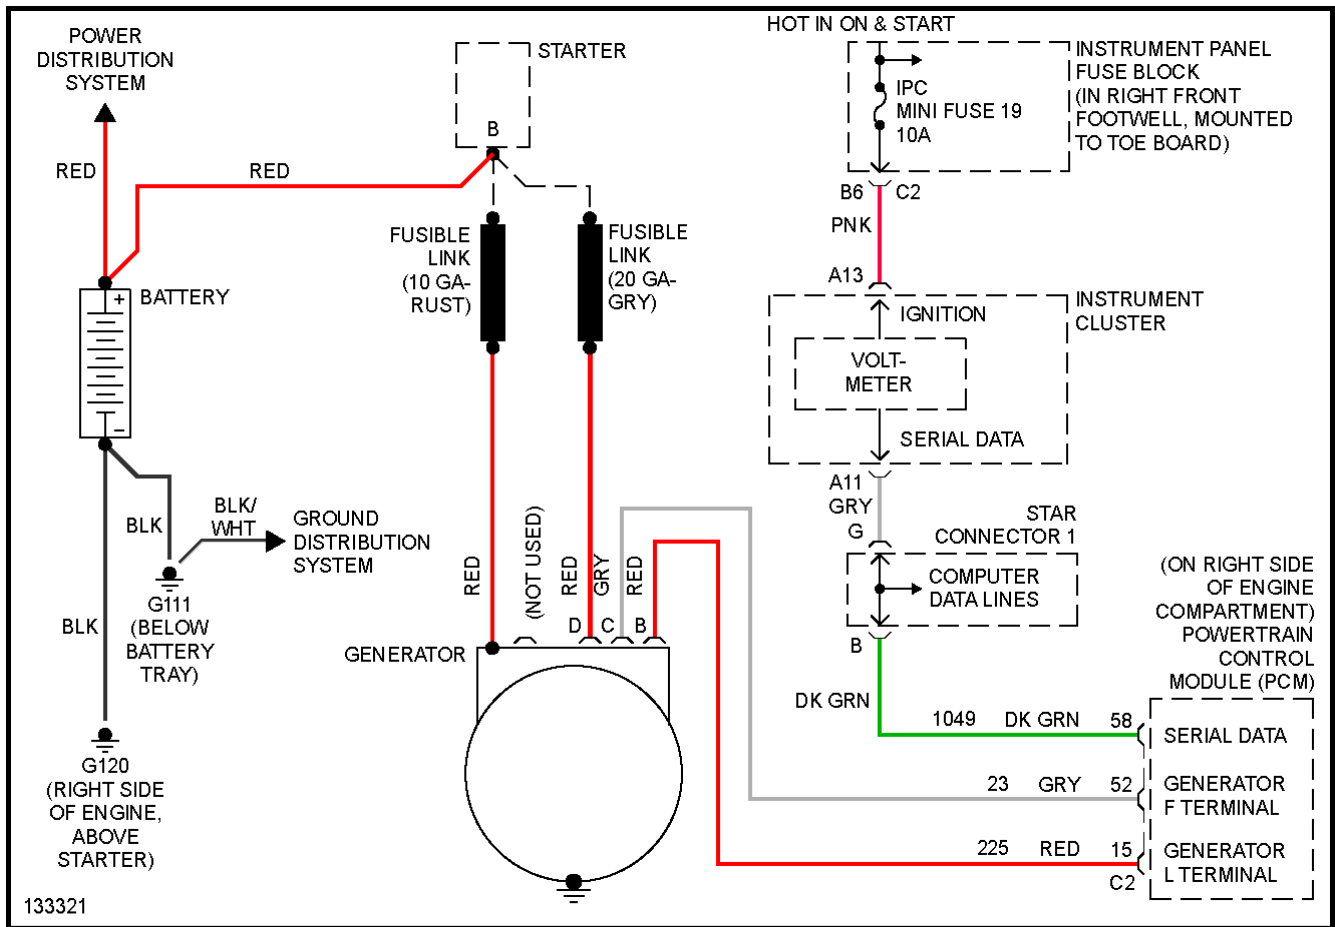 POWER
DISTRIBUTION
SYSTEM
RED
RED
STARTER
B
HOT IN ON & START
INSTRUMENT PANEL
FUSE BLOCK
(IN RIGHT FRONT
FOOTWELL, MOUNTED
TO TOE BOARD)
IPC
MINI FUSE 19
10A
B6
C2
PNK
A13
FUSIBLE
LINK
(10 GA-
RUST)
FUSIBLE
LINK
(20 GA-
GRY)
+
BATTERY
–
INSTRUMENT
CLUSTER
IGNITION
VOLT-
METER
SERIAL DATA
A11
GRY
G
STAR
CONNECTOR 1
COMPUTER
DATA LINES
B
DK GRN
BLK
BLK/
WHT
GROUND
DISTRIBUTION
SYSTEM
G111
(BELOW
BATTERY
TRAY)
BLK
G120
(RIGHT SIDE
OF ENGINE,
ABOVE
STARTER)
RED
(NOT USED)
RED
GRY
RED
D
C
B
GENERATOR
(ON RIGHT SIDE
OF ENGINE
COMPARTMENT)
POWERTRAIN
CONTROL
MODULE (PCM)
1049 DK GRN 58
SERIAL DATA
23 GRY 52
GENERATOR
F TERMINAL
225 RED 15
C2
GENERATOR
L TERMINAL
133321